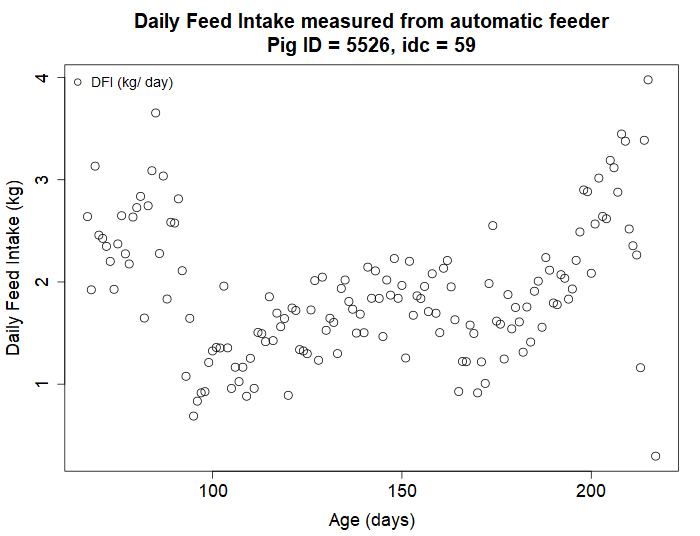 Daily Feed Intake measured from automatic feeder
Pig ID = 5526, idc = 59
DFI (kg/ day)
Daily Feed Intake (kg)
4
3
2
1
100
150
200
Age (days)